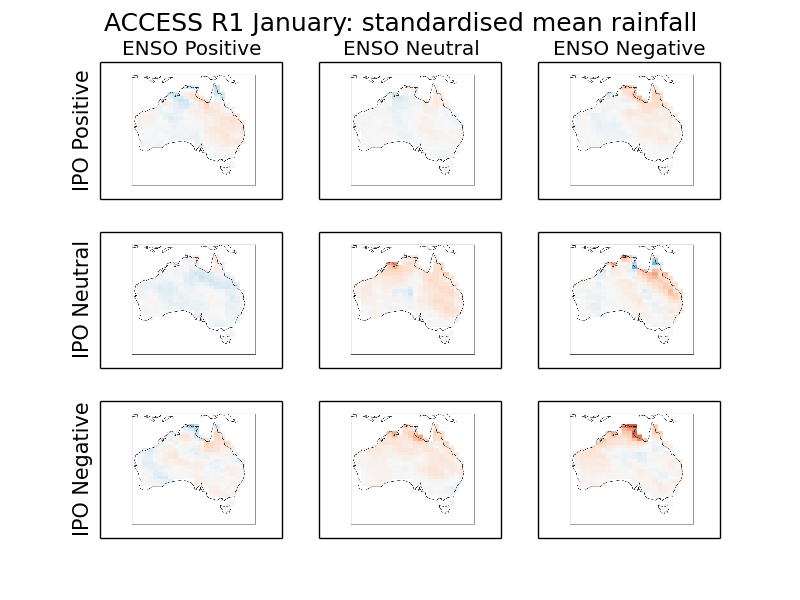 ACCESS R1 January: standardised mean rainfall
ENSO Positive ENSO Neutral ENSO Negative
IPO Positive
IPO Neutral
IPO Negative